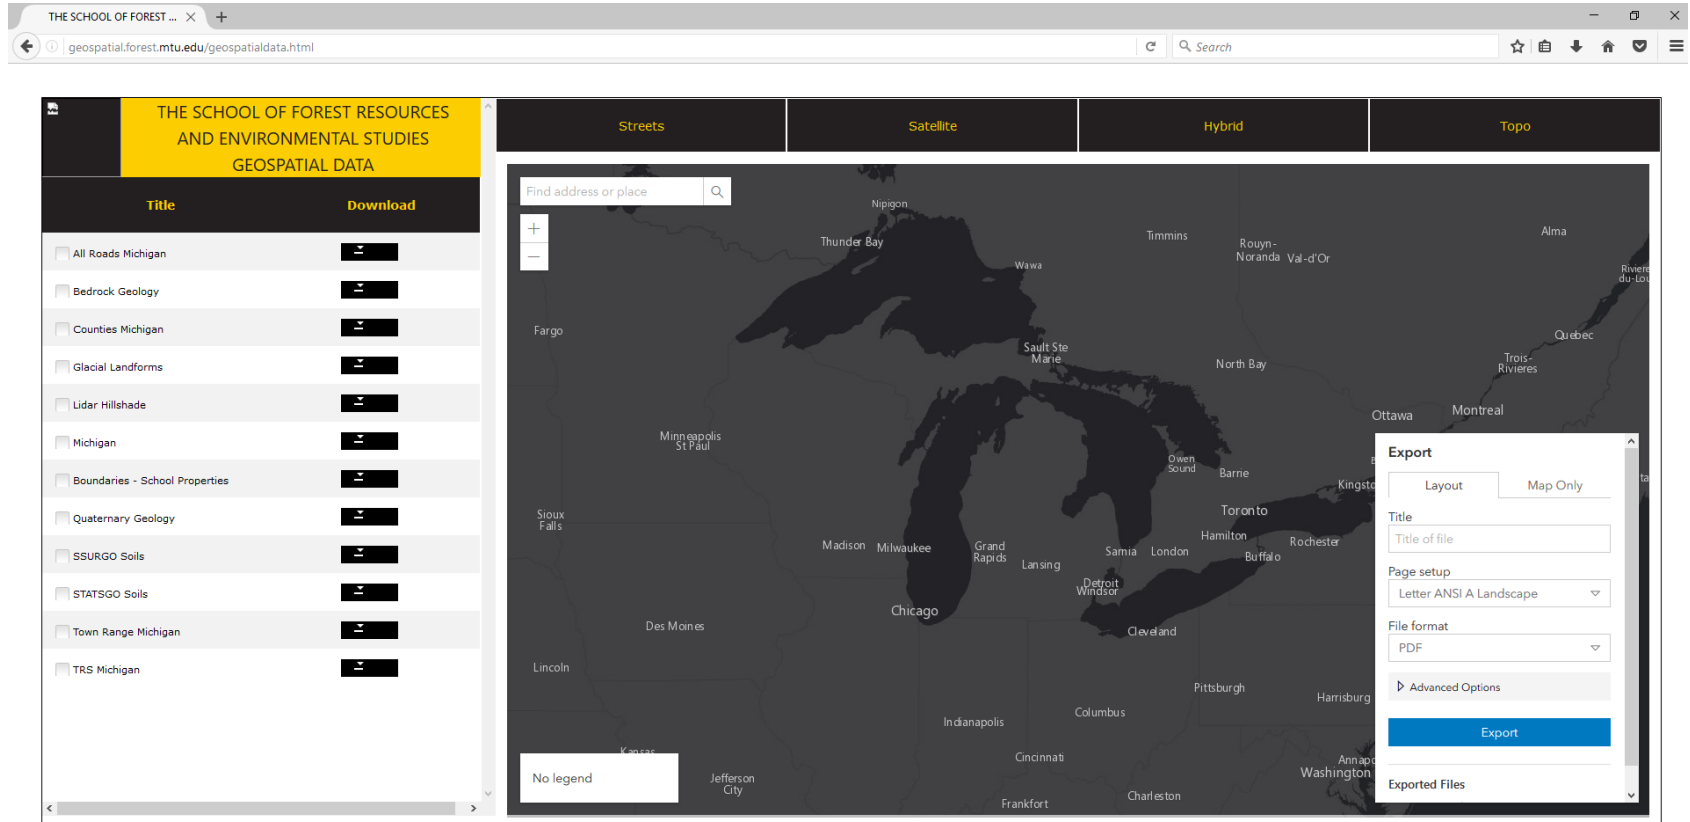 THE SCHOOL OF FOREST ...
geospatial.forest.mtu.edu/geospatialdata.html
Search
THE SCHOOL OF FOREST RESOURCES
AND ENVIRONMENTAL STUDIES
GEOSPATIAL DATA
Title Download
All Roads Michigan
Bedrock Geology
Counties Michigan
Glacial Landforms
Lidar Hillshade
Michigan
Boundaries - School Properties
Quaternary Geology
SSURGO Soils
STATSGO Soils
Town Range Michigan
TRS Michigan
Streets Satellite Hybrid Topo
Find address or place
Nipigon
Thunder Bay
Timmins
Alma
Rouyn-
Noranda Val-d'Or
Wawa
Riviere
du-Lou
Fargo
Quebec
Sault Ste
Marie
North Bay
Trois-
Rivieres
Ottawa Montreal
Minneapolis
St Paul
Owen
Sound
Barrie
Kingsto
Sioux
Falls
Toronto
Hamilton
Rochester
Buffalo
Madison Milwaukee
Grand
Rapids
Lansing
Sarnia London
Detroit
Windsor
Chicago
Des Moines
Cleveland
Lincoln
Pittsburgh
Harrisburg
Columbus
Indianapolis
Kansas
Cincinnati
Annapo
Washington
Jefferson
City
Charleston
Frankfort
No legend
Export
Layout Map Only
Title
Title of file
Page setup
Letter ANSI A Landscape
File format
PDF
Advanced Options
Export
Exported Files